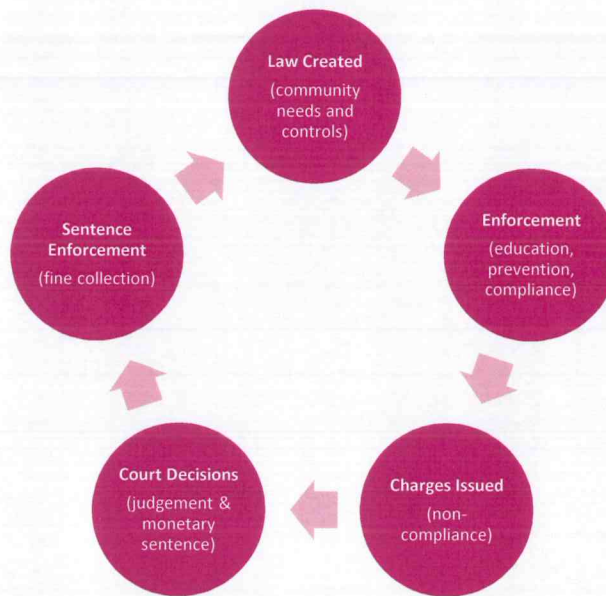 Law Created
(community
needs and
controls)
Enforcement
(education,
prevention,
compliance)
Charges Issued
(non-
compliance)
Court Decisions
(judgement &
monetary
sentence)
Sentence
Enforcement
(fine collection)